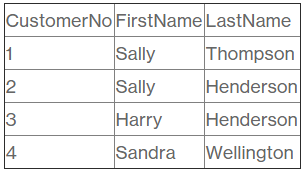 CustomerNo FirstName LastName
1 Sally Thompson
2 Sally Henderson
3 Harry Henderson
4 Sandra Wellington